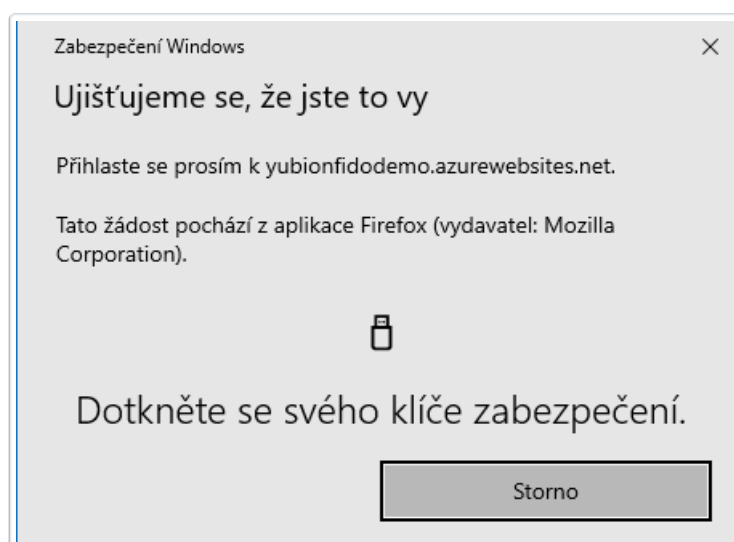 Zabezpečení Windows
Ujišťujeme se, že jste to vy
Přihlaste se prosím k yubionfidodemo.azurewebsites.net.
Tato žádost pochází z aplikace Firefox (vydavatel: Mozilla
Corporation).
Dotkněte se svého klíče zabezpečení.
Storno